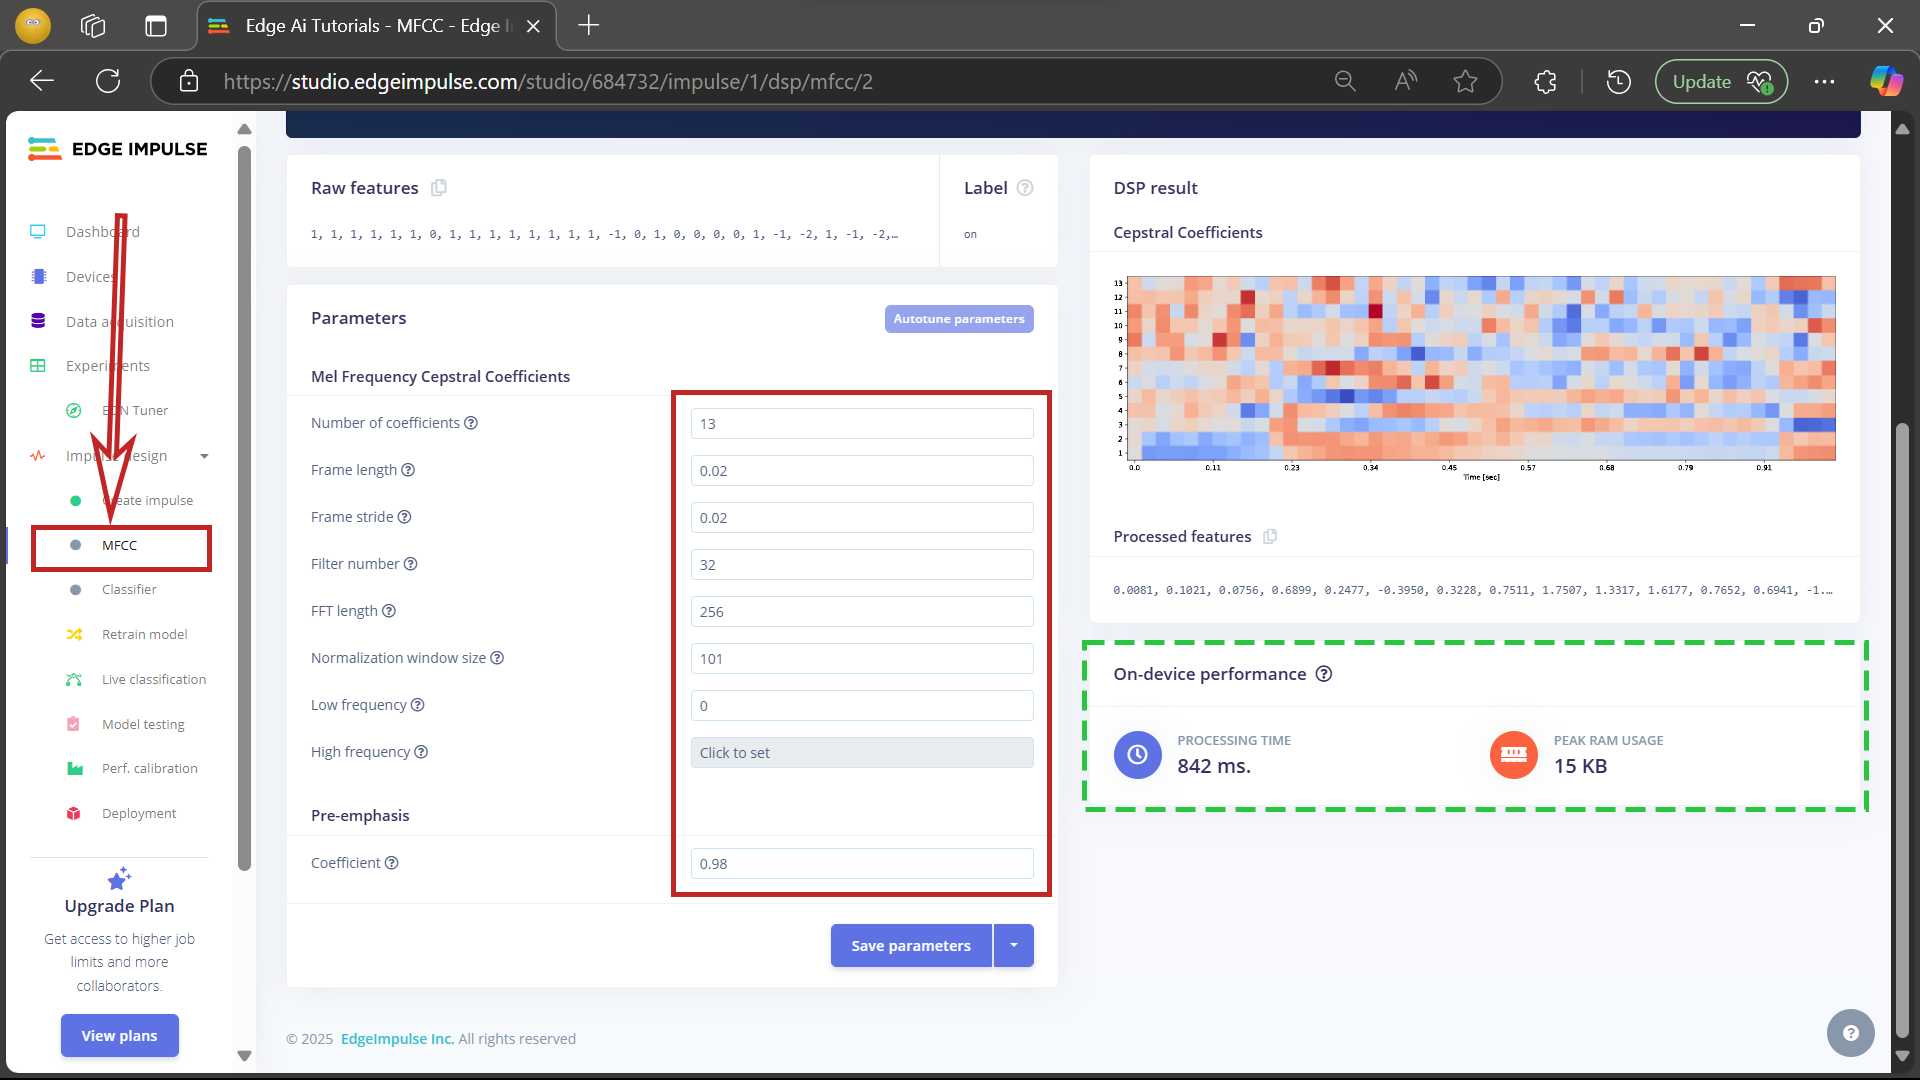 Edge Ai Tutorials - MFCC - Edge I
https://studio.edgeimpulse.com/studio/684732/impulse/1/dsp/mfcc/2
Update
EDGE IMPULSE
Dashboard
Devices
Data acquisition
Experiments
EON Tuner
Impulse design
Create impulse
MFCC
Classifier
Retrain model
Live classification
Model testing
Perf. calibration
Deployment
Upgrade Plan
Get access to higher job
limits and more
collaborators.
View plans
Raw features
1, 1, 1, 1, 1, 1, 0, 1, 1, 1, 1, 1, 1, 1, 1, -1, 0, 1, 0, 0, 0, 0, 1, -1, -2, 1, -1, -2,…
Label
on
Parameters
Autotune parameters
Mel Frequency Cepstral Coefficients
Number of coefficients 13
Frame length 0.02
Frame stride 0.02
Filter number 32
FFT length 256
Normalization window size 101
Low frequency 0
High frequency Click to set
Pre-emphasis
Coefficient 0.98
Save parameters
DSP result
Cepstral Coefficients
13
12
11
10
9
8
7
6
5
4
3
2
1
0.0 0.11 0.23 0.34 0.45 0.57 0.68 0.79 0.91
Time [sec]
Processed features
0.0081, 0.1021, 0.0756, 0.6899, 0.2477, -0.3950, 0.3228, 0.7511, 1.7507, 1.3317, 1.6177, 0.7652, 0.6941, -1.…
On-device performance
PROCESSING TIME
842 ms.
PEAK RAM USAGE
15 KB
© 2025 EdgeImpulse Inc. All rights reserved